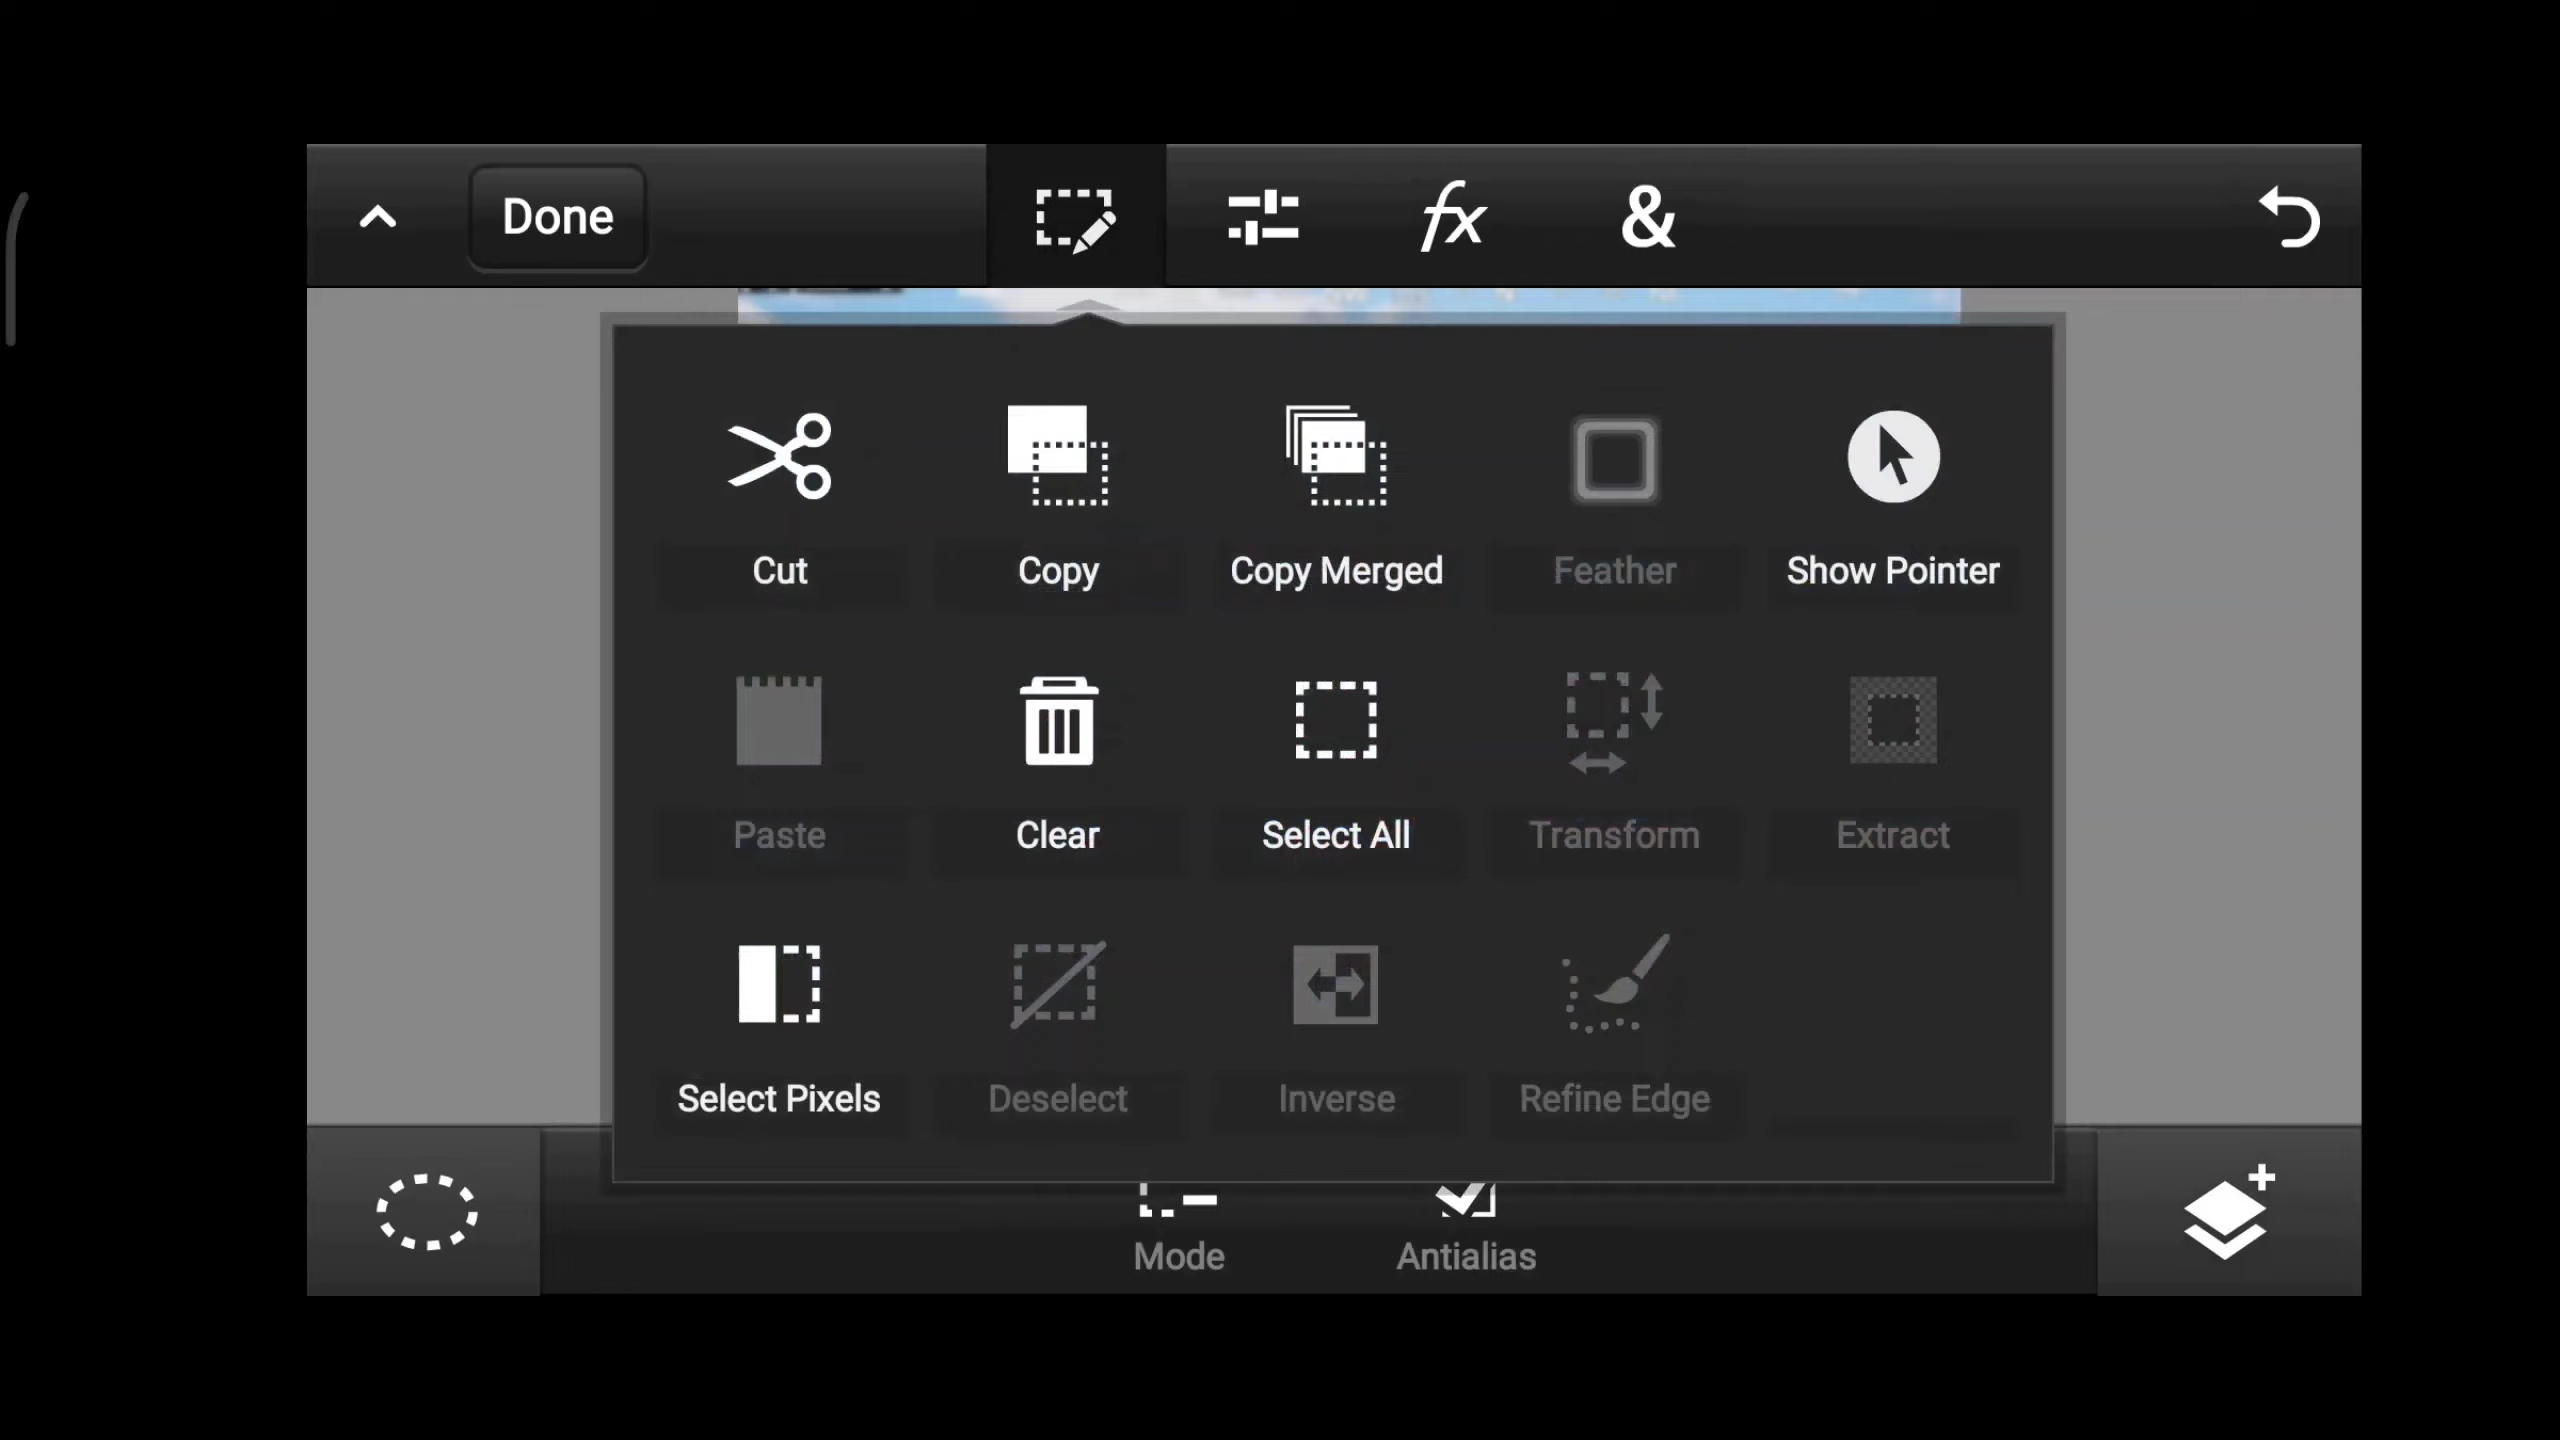 Done
fx
&
Cut
Copy
Copy Merged
Feather
Show Pointer
Paste
Clear
Select All
Transform
Extract
Select Pixels
Deselect
Inverse
Refine Edge
Mode
Antialias